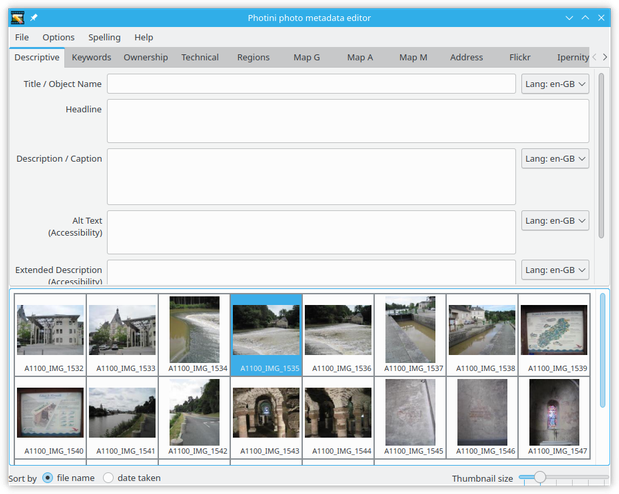 Photini photo metadata editor
File Options Spelling Help
Descriptive Keywords Ownership Technical Regions Map G Map A Map M Address Flickr Ipernity
Title / Object Name Lang: en-GB
Headline
Description / Caption Lang: en-GB
Alt Text Lang: en-GB
(Accessibility)
Extended Description Lang: en-GB
(Accessibility)
A1100_IMG_1532 A1100_IMG_1533 A1100_IMG_1534 A1100_IMG_1535 A1100_IMG_1536 A1100_IMG_1537 A1100_IMG_1538 A1100_IMG_1539
A1100_IMG_1540 A1100_IMG_1541 A1100_IMG_1542 A1100_IMG_1543 A1100_IMG_1544 A1100_IMG_1545 A1100_IMG_1546 A1100_IMG_1547
Sort by file name date taken Thumbnail size